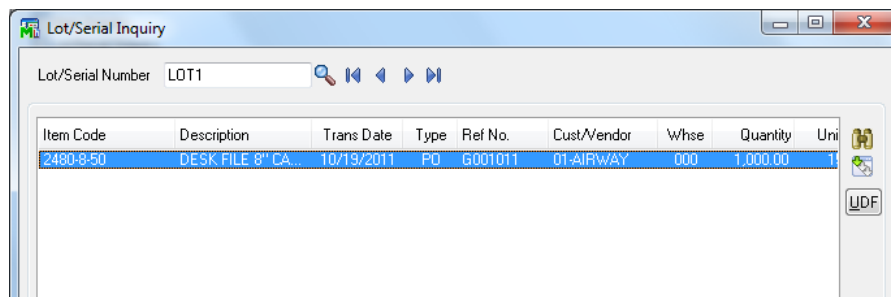 Lot/Serial Inquiry
Lot/Serial Number LOT1
Item Code Description Trans Date Type Ref No. Cust/Vendor Whse Quantity Uni
2480-8-50 DESK FILE 8" CA... 10/19/2011 PO G001011 01-AIRWAY 000 1,000.00
UDF